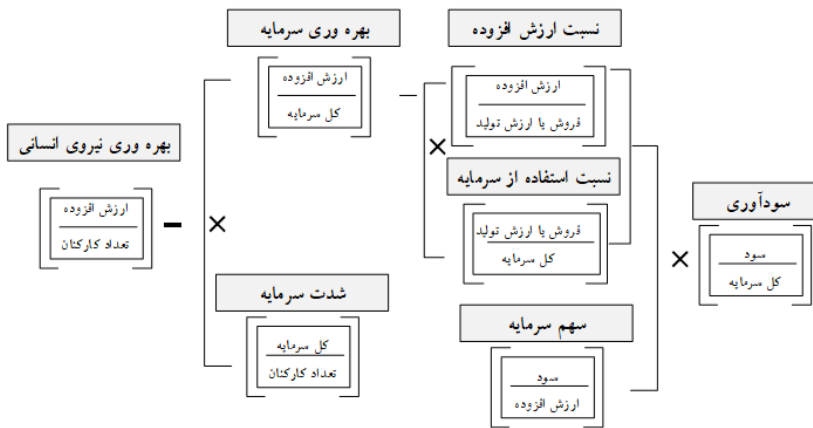 بهره وری سرمایه
نسبت ارزش افزوده
ارزش افزوده
کل سرمایه
ارزش افزوده
فروش یا ارزش تولید
بهره وری نیروی انسانی
ارزش افزوده
تعداد کارکنان
نسبت استفاده از سرمایه
فروش یا ارزش تولید
کل سرمایه
سودآوری
سود
کل سرمایه
شدت سرمایه
کل سرمایه
تعداد کارکنان
سهم سرمایه
سود
ارزش افزوده